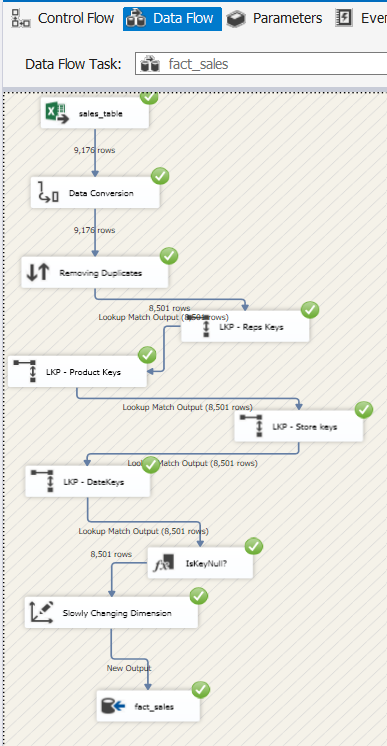 Control Flow
Data Flow
Parameters
Eve
Data Flow Task:
fact_sales
sales_table
9,176 rows
Data Conversion
9,176 rows
Removing Duplicates
8,501 rows
Lookup Match Output (8,501 rows)
LKP - Reps Keys
LKP - Product Keys
Lookup Match Output (8,501 rows)
LKP - Store keys
Lookup Match Output (8,501 rows)
LKP - DateKeys
Lookup Match Output (8,501 rows)
8,501 rows
IsKeyNull?
Slowly Changing Dimension
New Output
fact_sales